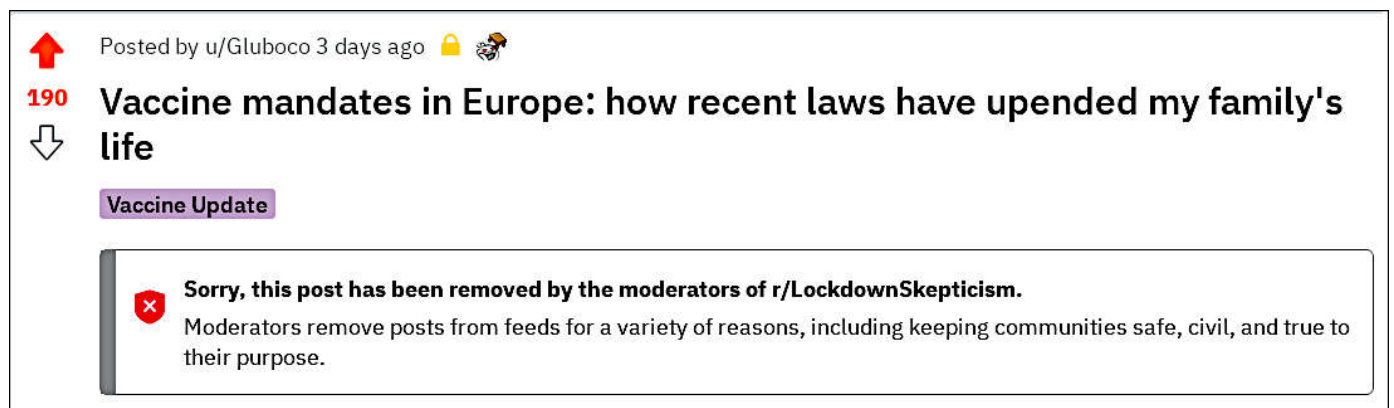 Posted by u/Gluboco 3 days ago
190
Vaccine mandates in Europe: how recent laws have upended my family's
life
Vaccine Update
Sorry, this post has been removed by the moderators of r/LockdownSkepticism.
Moderators remove posts from feeds for a variety of reasons, including keeping communities safe, civil, and true to
their purpose.